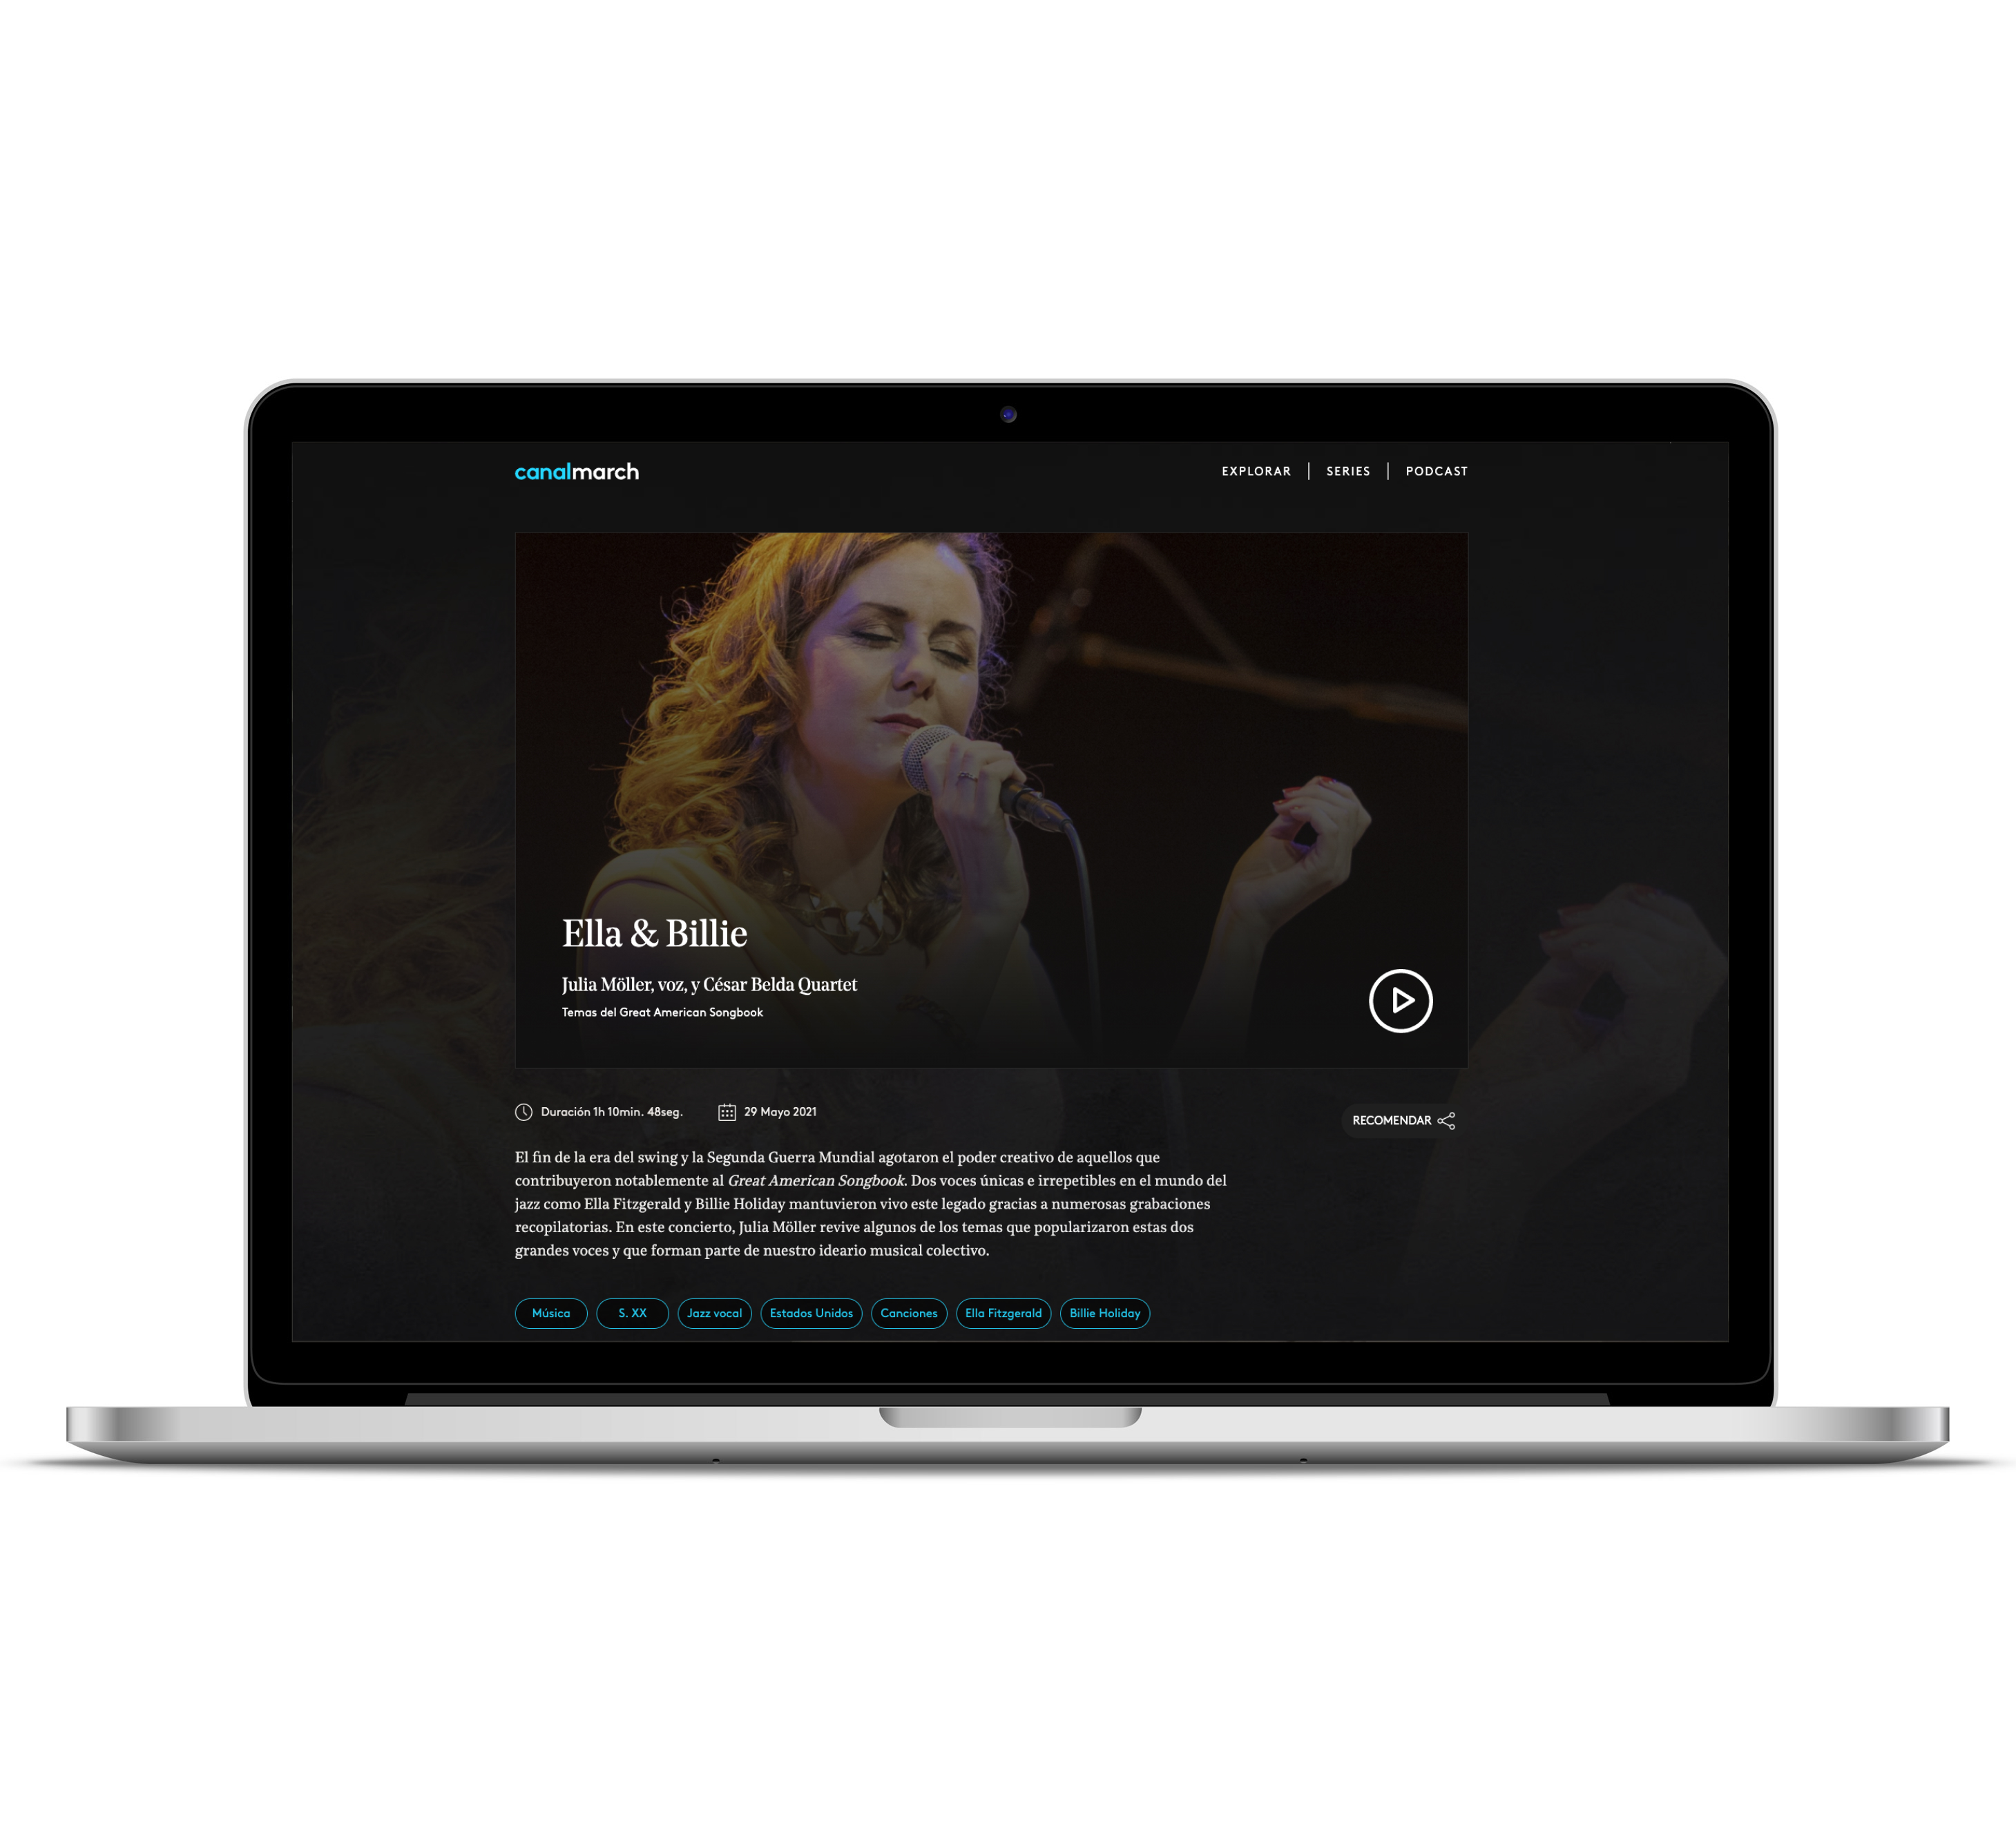 canalmarch
EXPLORAR | SERIES | PODCAST
Ella & Billie
Julia Möller, voz, y César Belda Quartet
Temas del Great American Songbook
Duración 1h 10min. 48seg.
29 Mayo 2021
RECOMENDAR
El fin de la era del swing y la Segunda Guerra Mundial agotaron el poder creativo de aquellos que
contribuyeron notablemente al Great American Songbook. Dos voces únicas e irrepetibles en el mundo del
jazz como Ella Fitzgerald y Billie Holiday mantuvieron vivo este legado gracias a numerosas grabaciones
recopilatorias. En este concierto, Julia Möller revive algunos de los temas que popularizaron estas dos
grandes voces y que forman parte de nuestro ideario musical colectivo.
Música S. XX Jazz vocal Estados Unidos Canciones Ella Fitzgerald Billie Holiday